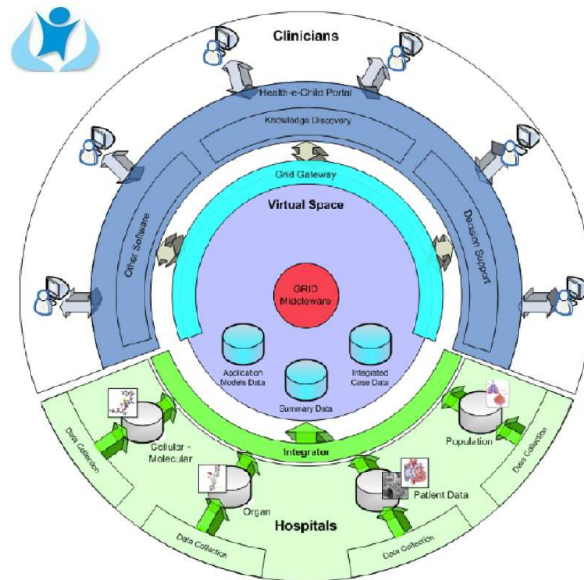 Clinicians
Health-e-Child Portal
Knowledge Discovery
Grid Gateway
Other Software
Virtual Space
Decision Support
GRID
Middleware
Application
Models Data
Integrated
Case Data
Summary Data
Data Collection
Cellular -
Molecular
Integrator
Population
Data Collection
Organ
Patient Data
Data Collection
Hospitals
Data Collection